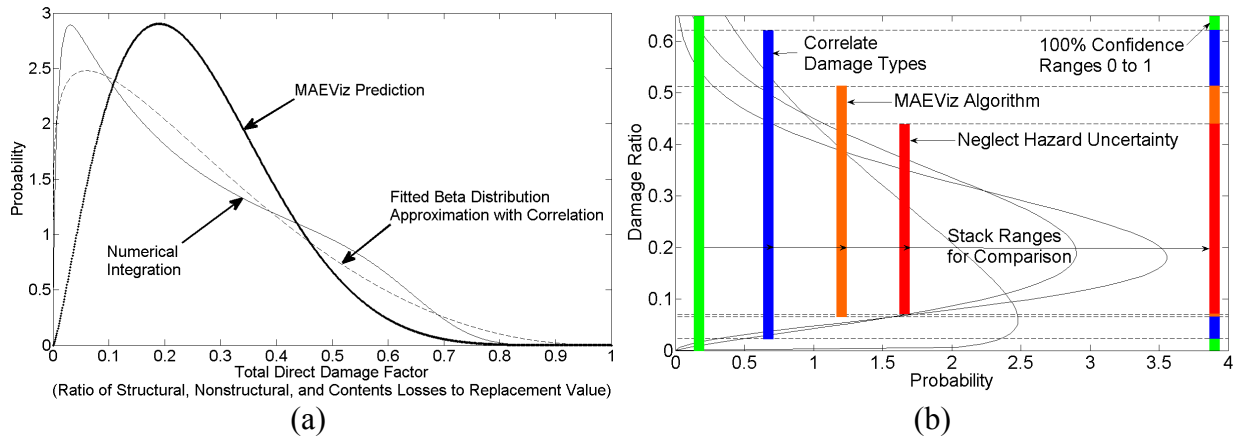 3
2.5
2
1.5
1
0.5
0
Probability
MAEViz Prediction
Fitted Beta Distribution
Approximation with Correlation
Numerical
Integration
0 0.1 0.2 0.3 0.4 0.5 0.6 0.7 0.8 0.9 1
Total Direct Damage Factor
(Ratio of Structural, Nonstructural, and Contents Losses to Replacement Value)
(a)
0.6
0.5
0.4
0.3
0.2
0.1
0
Damage Ratio
Correlate
Damage Types
100% Confidence
Ranges 0 to 1
MAEViz Algorithm
Neglect Hazard Uncertainty
Stack Ranges
for Comparison
0 0.5 1 1.5 2 2.5 3 3.5 4
Probability
(b)